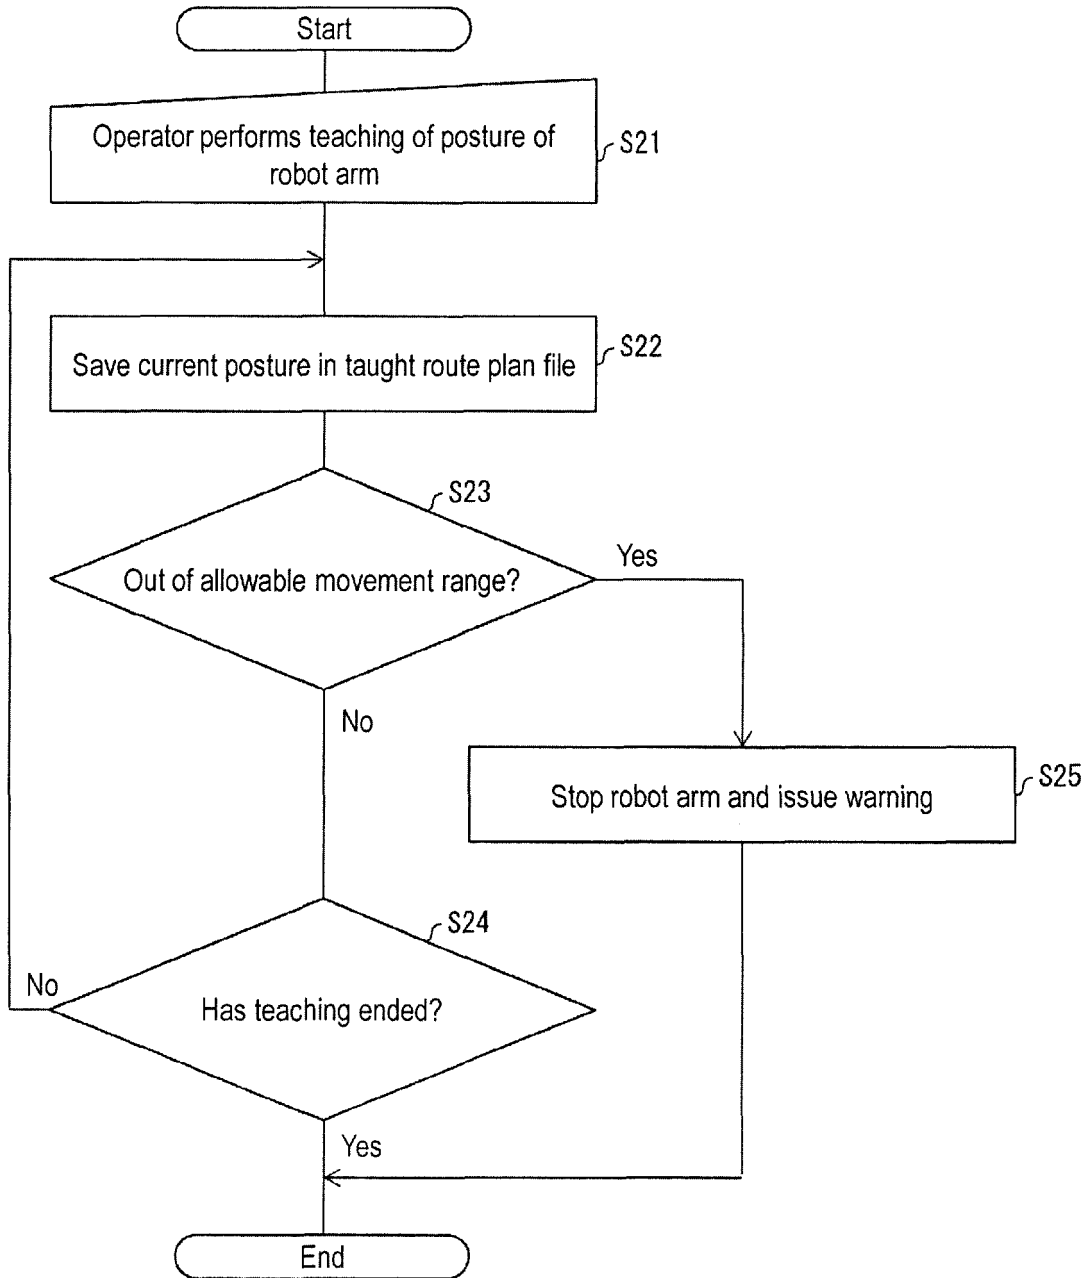 Start
Operator performs teaching of posture of
robot arm
S21
Save current posture in taught route plan file
S22
S23
Out of allowable movement range?
Yes
No
Stop robot arm and issue warning
S25
S24
No
Has teaching ended?
Yes
End